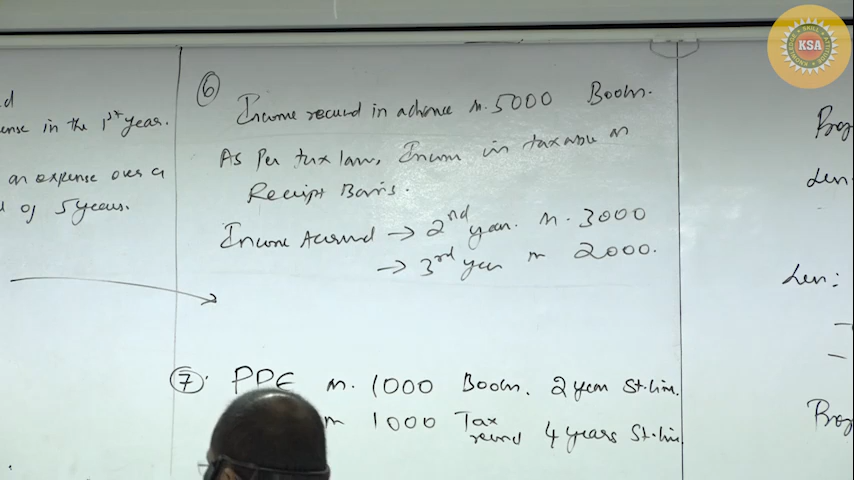 d
ense in the 1st year.
an expense over a
of 5 years.
⑥
Income received in advance Rs. 5000 Books.
As Per tax law, Income is taxable on
Receipt Basis.
Income Accrued → 2nd year. Rs. 3000
→ 3rd year Rs 2000.
⑦. PPE Rs. 1000 Books. 2 year St. line.
Rs 1000 Tax record 4 years St. line
KSA
KNOWLEDGE SKILL ATTITUDE